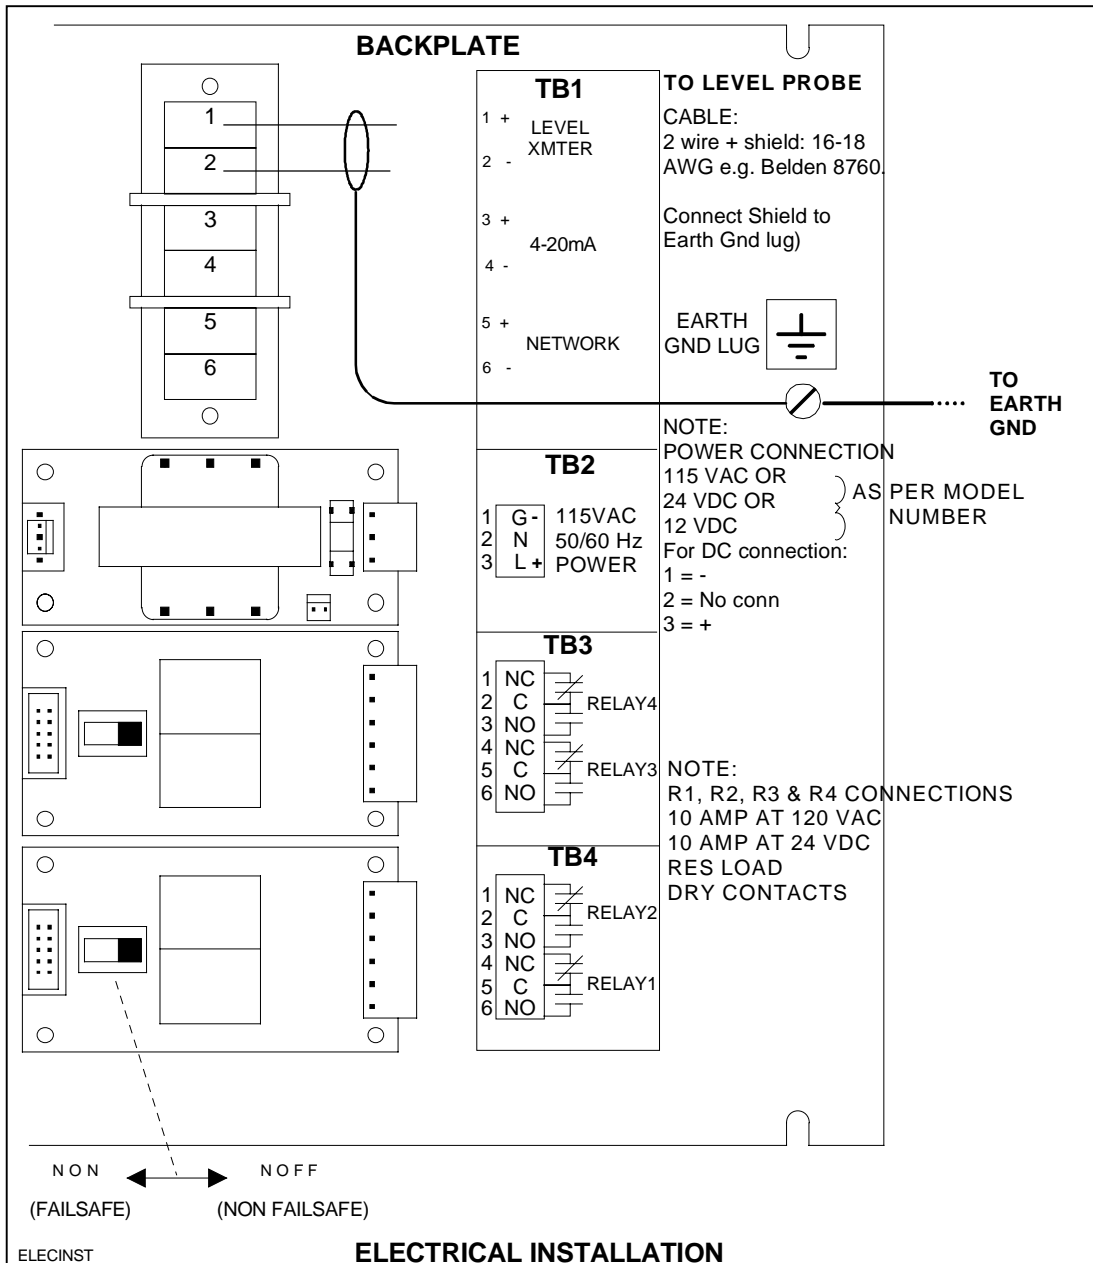 BACKPLATE
1
2
3
4
5
6
TB1
1 +
LEVEL
XMTER
2 -
3 +
4-20mA
4 -
5 +
NETWORK
6 -
TO LEVEL PROBE
CABLE:
2 wire + shield: 16-18
AWG e.g. Belden 8760.
Connect Shield to
Earth Gnd lug)
EARTH
GND LUG
TO
EARTH
GND
TB2
1 G - 115VAC
2 N 50/60 Hz
3 L + POWER
NOTE:
POWER CONNECTION
115 VAC OR
24 VDC OR
12 VDC
AS PER MODEL
NUMBER
For DC connection:
1 = -
2 = No conn
3 = +
TB3
1 NC
2 C RELAY4
3 NO
4 NC
5 C RELAY3
6 NO
NOTE:
R1, R2, R3 & R4 CONNECTIONS
10 AMP AT 120 VAC
10 AMP AT 24 VDC
RES LOAD
DRY CONTACTS
TB4
1 NC
2 C RELAY2
3 NO
4 NC
5 C RELAY1
6 NO
NON NOFF
(FAILSAFE) (NON FAILSAFE)
ELECINST
ELECTRICAL INSTALLATION